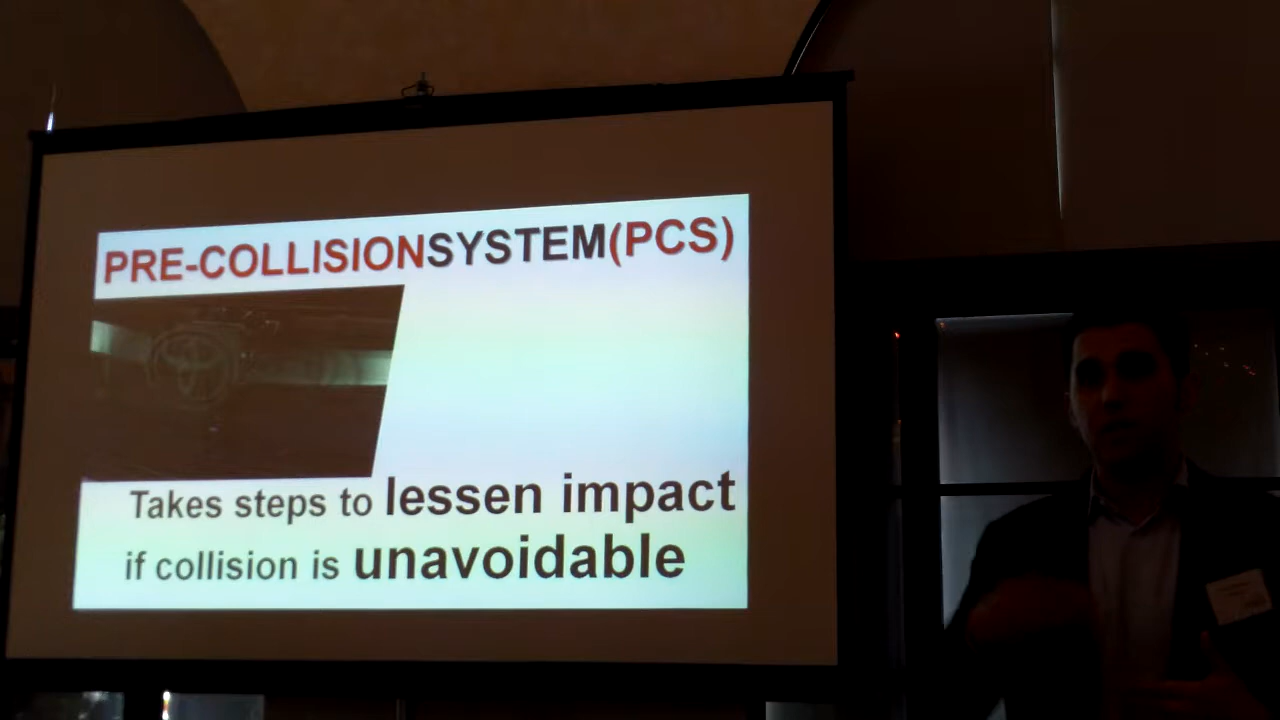 PRE-COLLISIONSYSTEM(PCS)
Takes steps to lessen impact
if collision is unavoidable